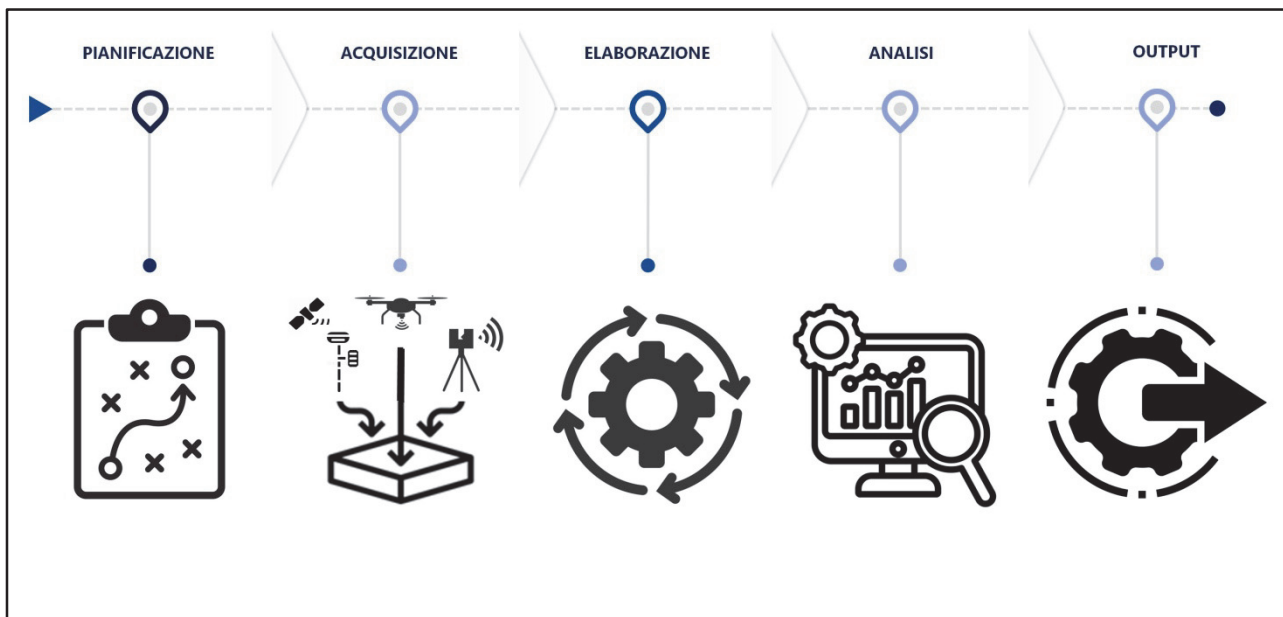 PIANIFICAZIONE
ACQUISIZIONE
ELABORAZIONE
ANALISI
OUTPUT